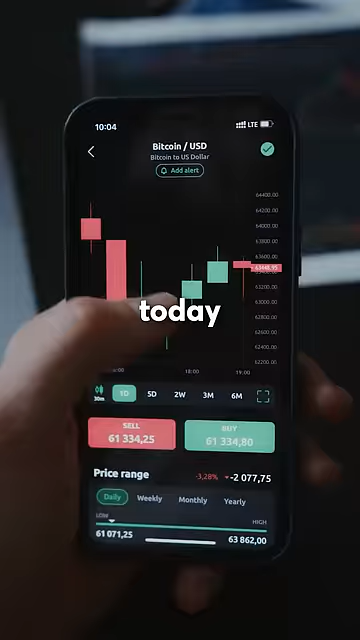 10:04 LTE
Bitcoin / USD
Bitcoin to US Dollar
Add alert
64400.00
64200.00
64000.00
63800.00
63600.00
63400.00
63200.00
63000.00
62800.00
today
62600.00
62400.00
62200.00
18:00 19:00
30m 1D 5D 2W 3M 6M
SELL BUY
61 334,25 61 334,80
Price range -3,28% -2 077,75
Daily Weekly Monthly Yearly
LOW HIGH
61 071,25 63 862,00